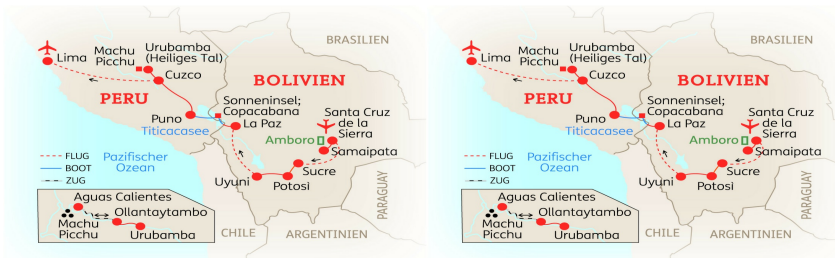 BRASILIEN
Urubamba
(Heiliges Tal)
Machu
Picchu
Lima
Cuzco
BOLIVIEN
PERU
Sonneninsel;
Copacabana
Santa Cruz
de la
Sierra
Puno
Titicacasee
La Paz
Amboro
Samaipata
FLUG
BOOT
ZUG
Pazifischer
Ozean
Sucre
Uyuni
Potosi
PARAGUAY
Aguas Calientes
Ollantaytambo
Machu
Picchu
Urubamba
CHILE
ARGENTINIEN
BRASILIEN
Urubamba
(Heiliges Tal)
Machu
Picchu
Lima
Cuzco
BOLIVIEN
PERU
Sonneninsel;
Copacabana
Santa Cruz
de la
Sierra
Puno
Titicacasee
La Paz
Amboro
Samaipata
FLUG
BOOT
ZUG
Pazifischer
Ozean
Sucre
Uyuni
Potosi
PARAGUAY
Aguas Calientes
Ollantaytambo
Machu
Picchu
Urubamba
CHILE
ARGENTINIEN